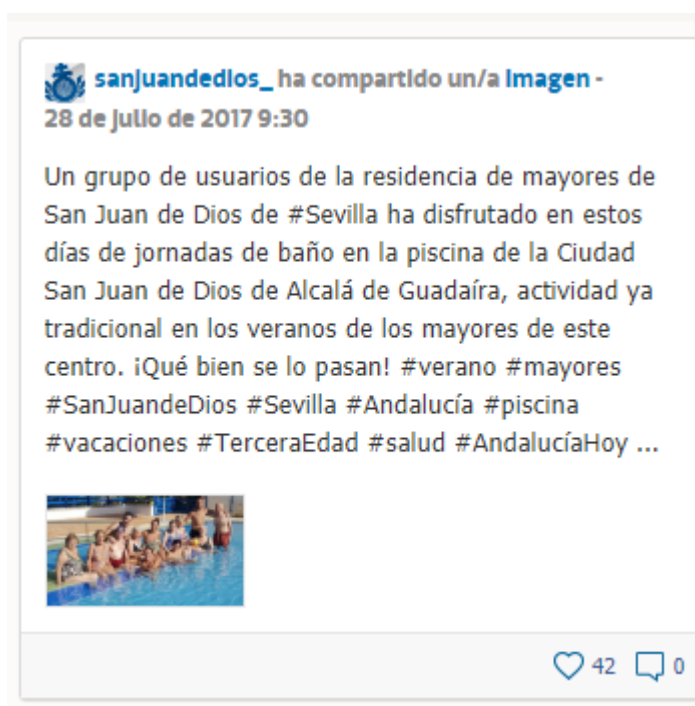 sanjuandedios_ ha compartido un/a Imagen -
28 de julio de 2017 9:30
Un grupo de usuarios de la residencia de mayores de
San Juan de Dios de #Sevilla ha disfrutado en estos
días de jornadas de baño en la piscina de la Ciudad
San Juan de Dios de Alcalá de Guadaíra, actividad ya
tradicional en los veranos de los mayores de este
centro. ¡Qué bien se lo pasan! #verano #mayores
#SanJuandeDios #Sevilla #Andalucía #piscina
#vacaciones #TerceraEdad #salud #AndalucíaHoy ...
42 0